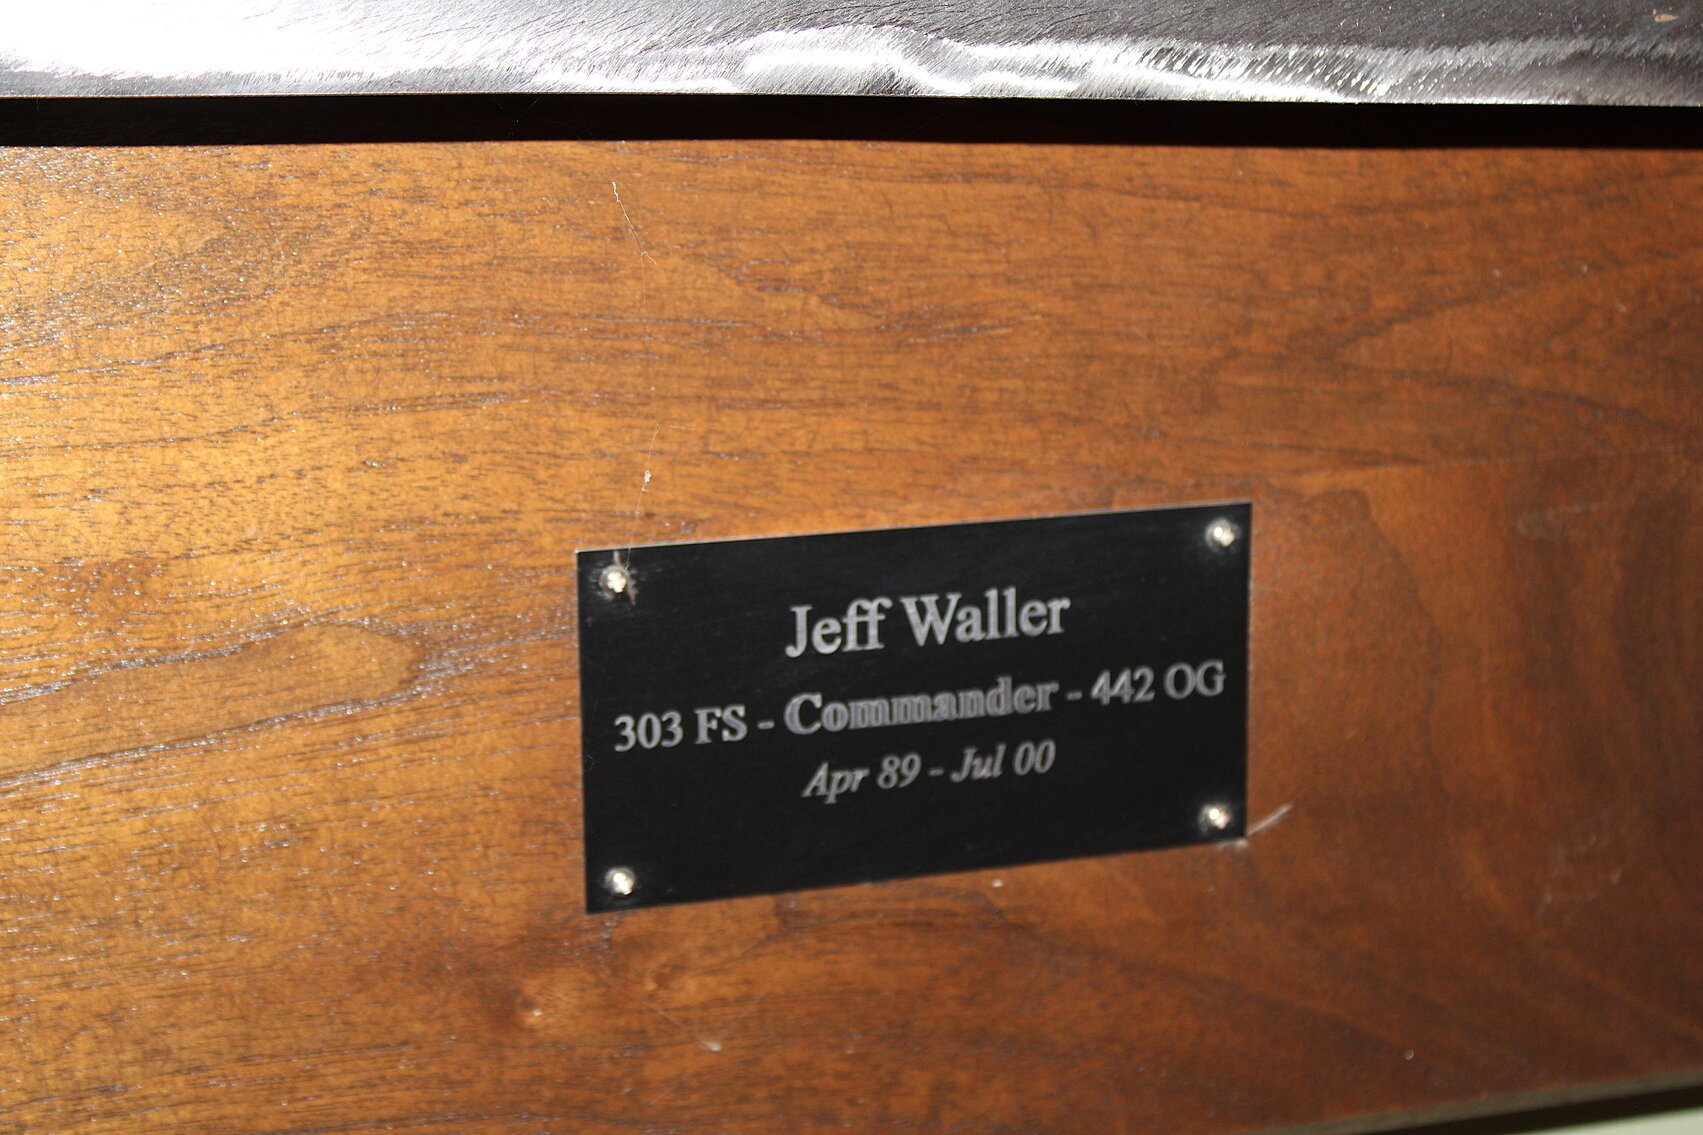 Jeff Waller
303 FS - Commander - 442 OG
Apr 89 - Jul 00